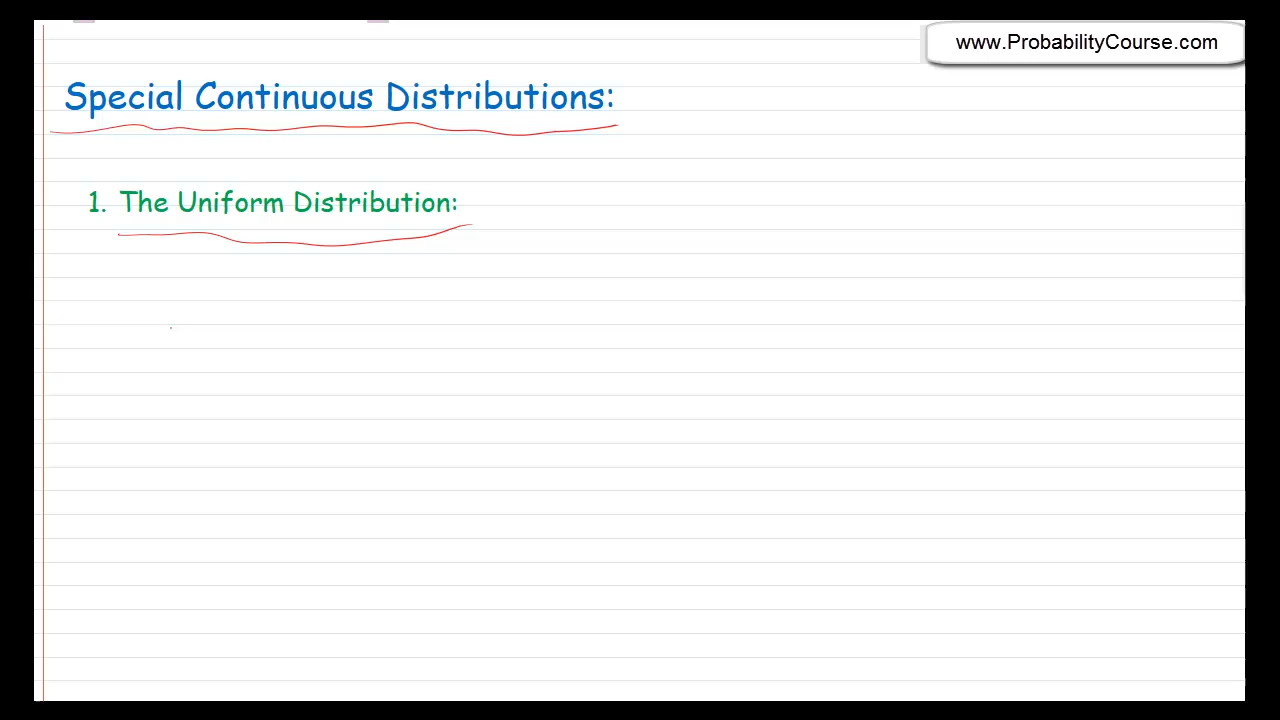 www.ProbabilityCourse.com
Special Continuous Distributions:
1. The Uniform Distribution: